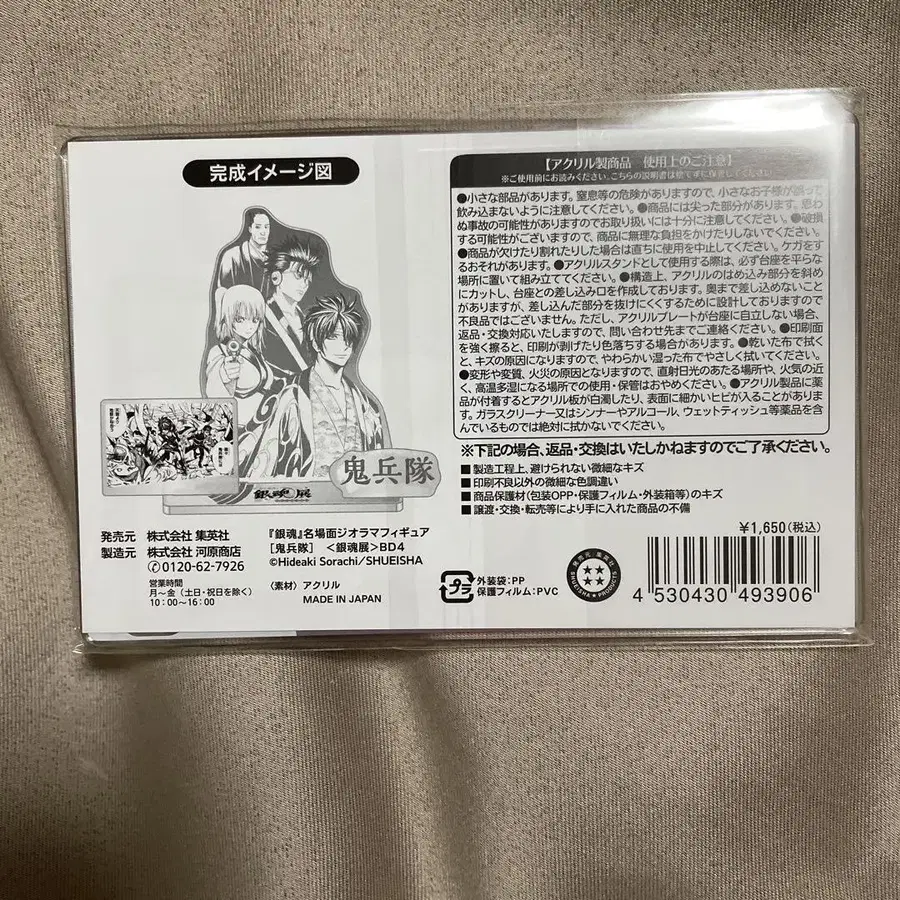 完成イメージ図
鬼兵隊
銀魂展
発売元 株式会社 集英社
製造元 株式会社 河原商店
0120-62-7926
営業時間
月～金(土日・祝日を除く)
10:00～16:00
『銀魂』名場面ジオラマフィギュア
[鬼兵隊] <銀魂展>BD4
©Hideaki Sorachi/SHUEISHA
〈素材〉アクリル
MADE IN JAPAN
【アクリル製商品 使用上のご注意】
※ご使用前にお読みください。こちらの説明書は捨てずに保管してください。
●小さな部品があります。窒息等の危険がありますので、小さなお子様が誤って
飲み込まないように注意してください。●商品には尖った部分があります。思わ
ぬ事故の可能性がありますのでお取り扱いには十分に注意してください。●破損
する可能性がございますので、商品に無理な負担をかけたりしないでください。
●商品が欠けたり割れたりした場合は直ちに使用を中止してください。ケガをす
るおそれがあります。●アクリルスタンドとして使用する際は、必ず台座を平らな
場所に置いて組み立ててください。●構造上、アクリルのはめ込み部分を斜め
にカットし、台座との差し込み口を作成しております。奥まで差し込めないこと
がありますが、差し込んだ部分を抜けにくくするために設計しておりますので
不良品ではございません。ただし、アクリルプレートが台座に自立しない場合、
返品・交換対応いたしますので、問い合わせ先までご連絡ください。●印刷面
を強く擦ると、印刷が剥げたり色落ちする場合があります。●乾いた布で拭く
と、キズの原因になりますので、やわらかい湿った布でやさしく拭いてください。
●変形や変質、火災の原因となりますので、直射日光のあたる場所や、火気の近
く、高温多湿になる場所での使用・保管はおやめください。●アクリル製品に薬
品が付着するとアクリル板が白濁したり、表面に細かいヒビが入ることがありま
す。ガラスクリーナー又はシンナーやアルコール、ウェットティッシュ等薬品を含
んでいるものでは絶対に拭かないでください。
※下記の場合、返品・交換はいたしかねますのでご了承ください。
■製造工程上、避けられない微細なキズ
■印刷不良以外の微細な色調違い
■商品保護材(包装OPP・保護フィルム・外装箱等)のキズ
■譲渡・交換・転売等により手に入れた商品の不備
¥1,650(税込)
プラ
外装袋:PP
保護フィルム:PVC
発売元 集英社
SHUEISHA PRODUCTS
4 530430 493906